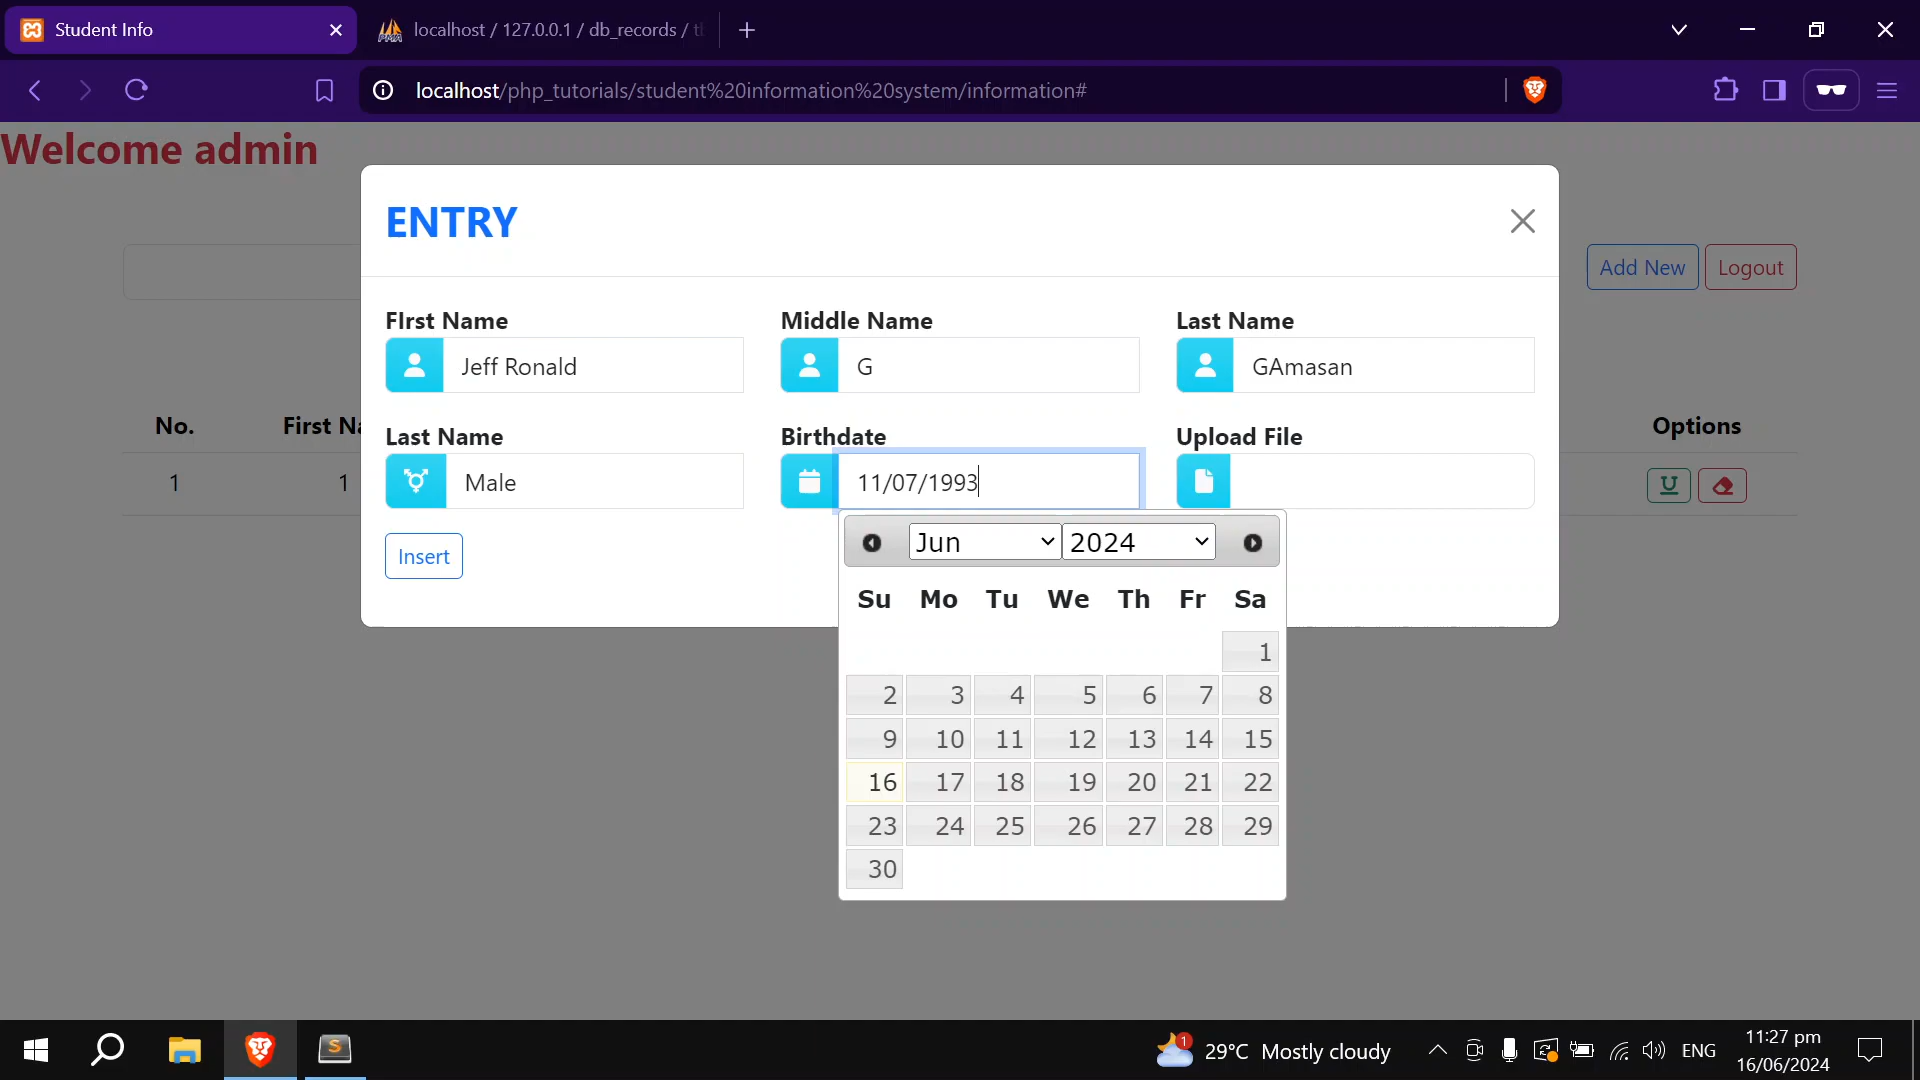 Student Info
localhost / 127.0.0.1 / db_records / t
localhost/php_tutorials/student%20information%20system/information#
Welcome admin
ENTRY
Add New Logout
FIrst Name Middle Name Last Name
Jeff Ronald G GAmasan
No. First Na Options
Last Name Birthdate Upload File
1 1 Male 11/07/1993
Insert
Jun 2024
Su Mo Tu We Th Fr Sa
1
2 3 4 5 6 7 8
9 10 11 12 13 14 15
16 17 18 19 20 21 22
23 24 25 26 27 28 29
30
1 29°C Mostly cloudy ENG 11:27 pm
16/06/2024